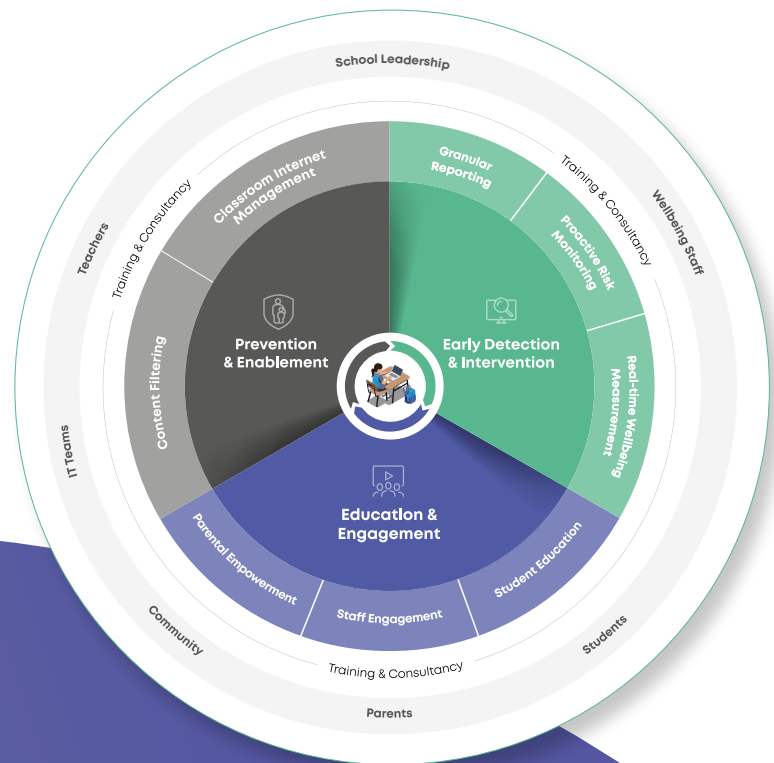 School Leadership
Classroom Internet
Management
Granular
Reporting
Training & Consultancy
Training & Consultancy
Proactive Risk
Monitoring
Wellbeing Staff
Teachers
Prevention
& Enablement
Early Detection
& Intervention
Content Filtering
Real-time Wellbeing
Measurement
IT Teams
Education &
Engagement
Parental Empowerment
Staff Engagement
Student Education
Training & Consultancy
Community
Students
Parents